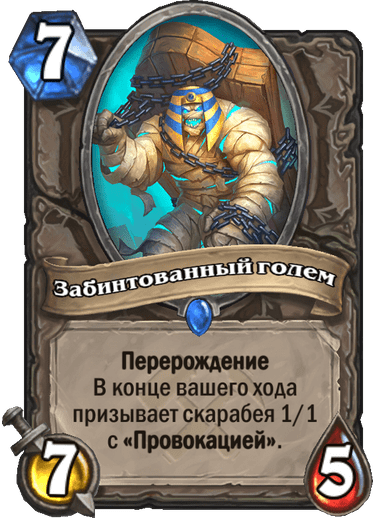 7
Забинтованный голем
Перерождение
В конце вашего хода
призывает скарабея 1/1
с «Провокацией».
7
5